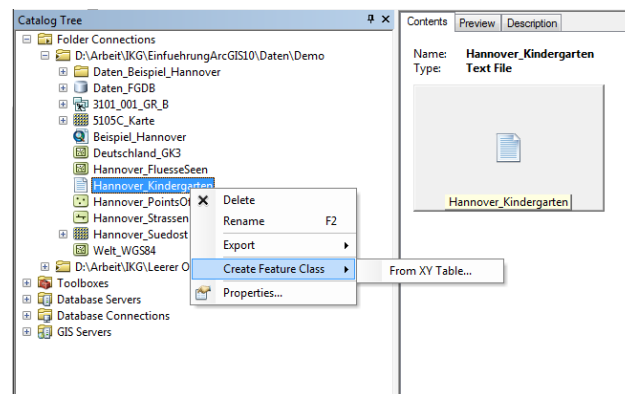 Catalog Tree
Folder Connections
D:\Arbeit\IKG\EinfuehrungArcGIS10\Daten\Demo
Daten_Beispiel_Hannover
Daten_FGDB
3101_001_GR_B
5105C_Karte
Beispiel_Hannover
Deutschland_GK3
Hannover_FluesseSeen
Hannover_Kindergarten
Hannover_PointsOf
Hannover_Strassen
Hannover_Suedost
Welt_WGS84
D:\Arbeit\IKG\Leerer O
Toolboxes
Database Servers
Database Connections
GIS Servers
Delete
Rename F2
Export
Create Feature Class
Properties...
From XY Table...
Contents Preview Description
Name: Hannover_Kindergarten
Type: Text File
Hannover_Kindergarten